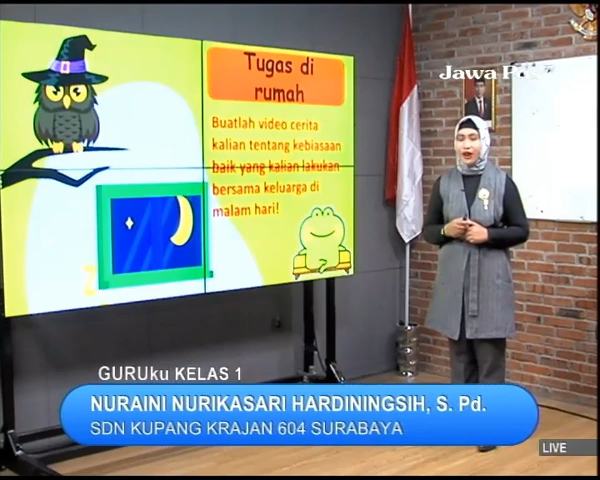 Tugas di
rumah
Buatlah video cerita
kalian tentang kebiasaan
baik yang kalian lakukan
bersama keluarga di
malam hari!
Jawa
GURUku KELAS 1
NURAINI NURIKASARI HARDININGSIH, S. Pd.
SDN KUPANG KRAJAN 604 SURABAYA
LIVE